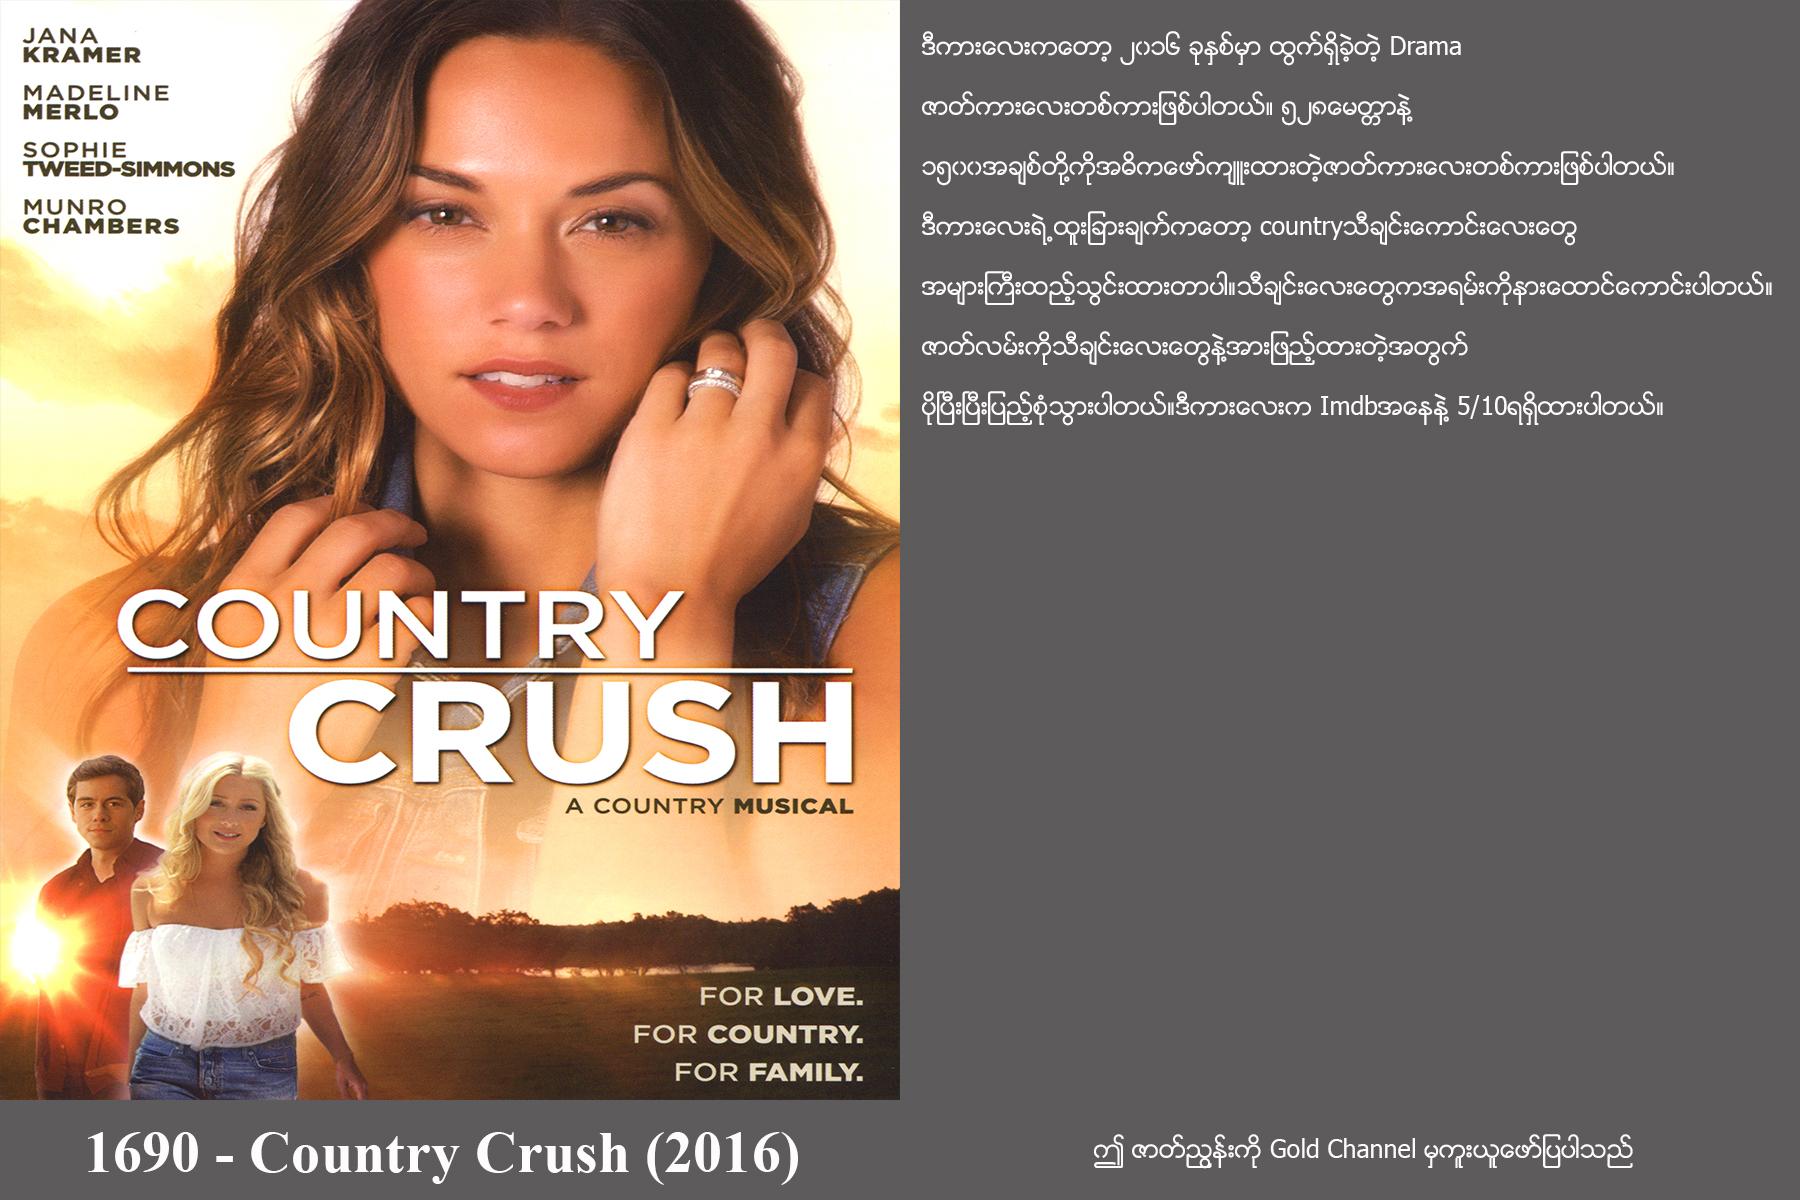 JANA
KRAMER
MADELINE
MERLO
SOPHIE
TWEED-SIMMONS
MUNRO
CHAMBERS
COUNTRY
CRUSH
A COUNTRY MUSICAL
FOR LOVE.
FOR COUNTRY.
FOR FAMILY.
1690 - Country Crush (2016)
ဒီကားလေးကတော့ ၂၀၁၆ ခုနှစ်မှာ ထွက်ရှိခဲ့တဲ့ Drama
ဇာတ်ကားလေးတစ်ကားဖြစ်ပါတယ်။ ၅၂၈မေတ္တာနဲ့
၁၅၀၀အချစ်တို့ကိုအဓိကဖော်ကျူးထားတဲ့ဇာတ်ကားလေးတစ်ကားဖြစ်ပါတယ်။
ဒီကားလေးရဲ့ထူးခြားချက်ကတော့ countryသီချင်းကောင်းလေးတွေ
အများကြီးထည့်သွင်းထားတာပါ။သီချင်းလေးတွေကအရမ်းကိုနားထောင်ကောင်းပါတယ်။
ဇာတ်လမ်းကိုသီချင်းလေးတွေနဲ့အားဖြည့်ထားတဲ့အတွက်
ပိုပြီးပြီးပြည့်စုံသွားပါတယ်။ဒီကားလေးက Imdbအနေနဲ့ 5/10ရရှိထားပါတယ်။
ဤ ဇာတ်ညွှန်းကို Gold Channel မှကူးယူဖော်ပြပါသည်